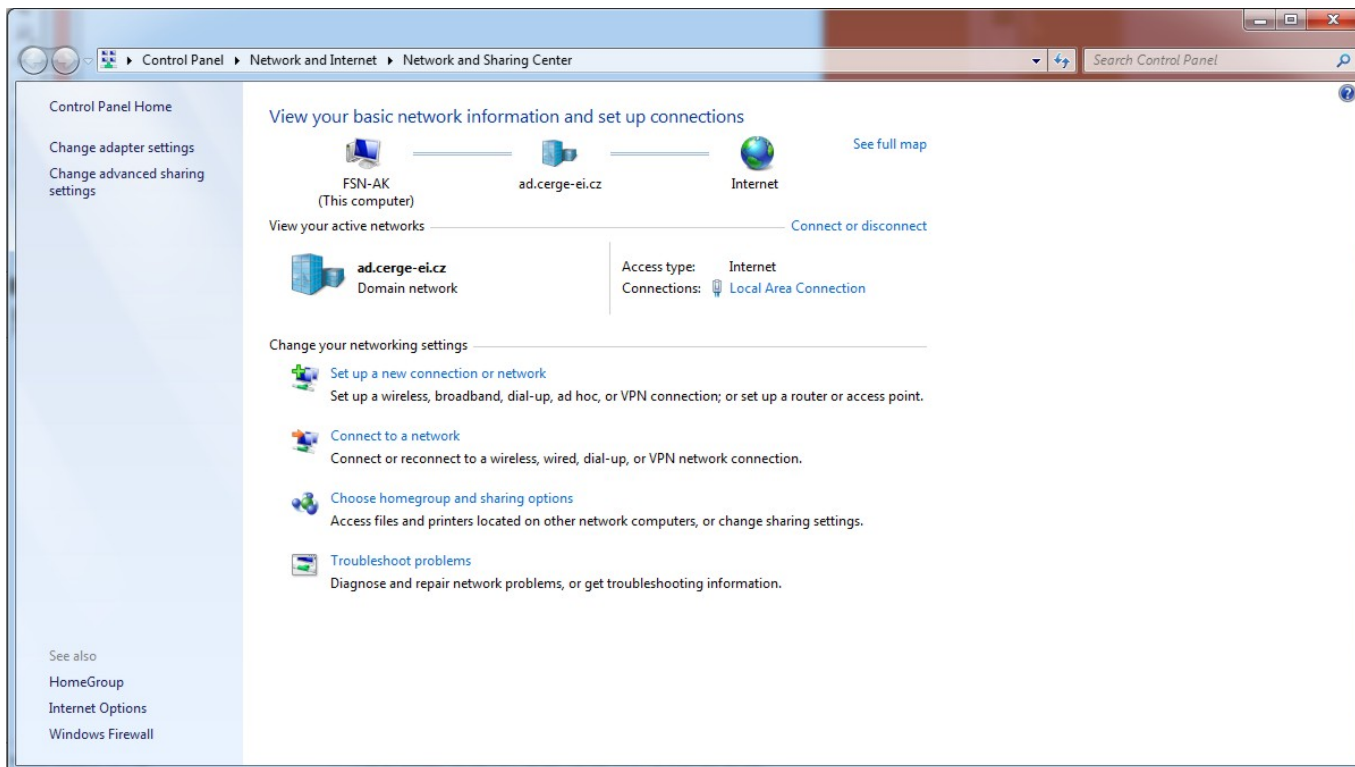 Control Panel Network and Internet Network and Sharing Center
Search Control Panel
Control Panel Home
Change adapter settings
Change advanced sharing
settings
See also
HomeGroup
Internet Options
Windows Firewall
View your basic network information and set up connections
See full map
FSN-AK
(This computer)
ad.cerge-ei.cz
Internet
View your active networks
Connect or disconnect
ad.cerge-ei.cz
Domain network
Access type: Internet
Connections: Local Area Connection
Change your networking settings
Set up a new connection or network
Set up a wireless, broadband, dial-up, ad hoc, or VPN connection; or set up a router or access point.
Connect to a network
Connect or reconnect to a wireless, wired, dial-up, or VPN network connection.
Choose homegroup and sharing options
Access files and printers located on other network computers, or change sharing settings.
Troubleshoot problems
Diagnose and repair network problems, or get troubleshooting information.